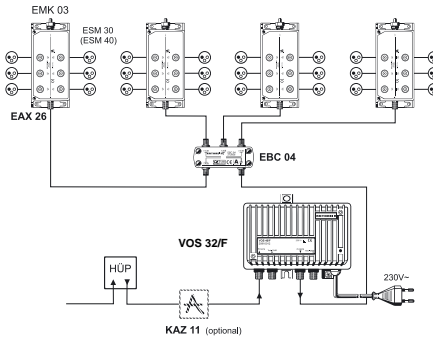 EMK 03
ESM 30
(ESM 40)
EAX 26
EBC 04
VOS 32/F
HÜP
230V~
KAZ 11 (optional)